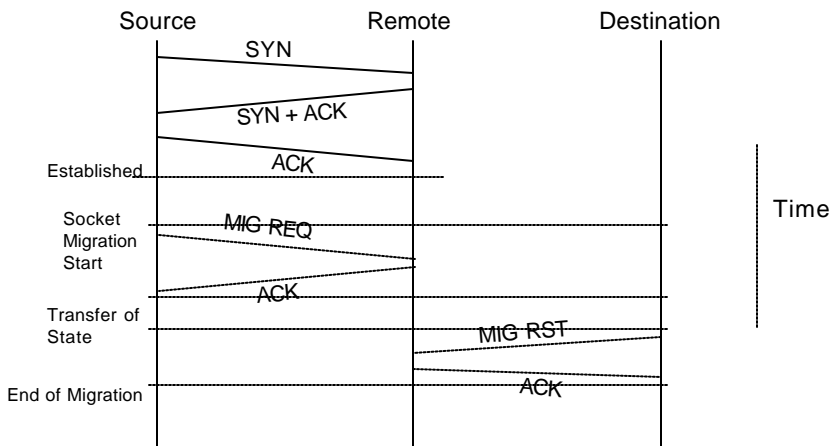 Source
Remote
Destination
SYN
SYN + ACK
ACK
Established
Time
Socket
Migration
Start
MIG REQ
ACK
Transfer of
State
MIG RST
ACK
End of Migration